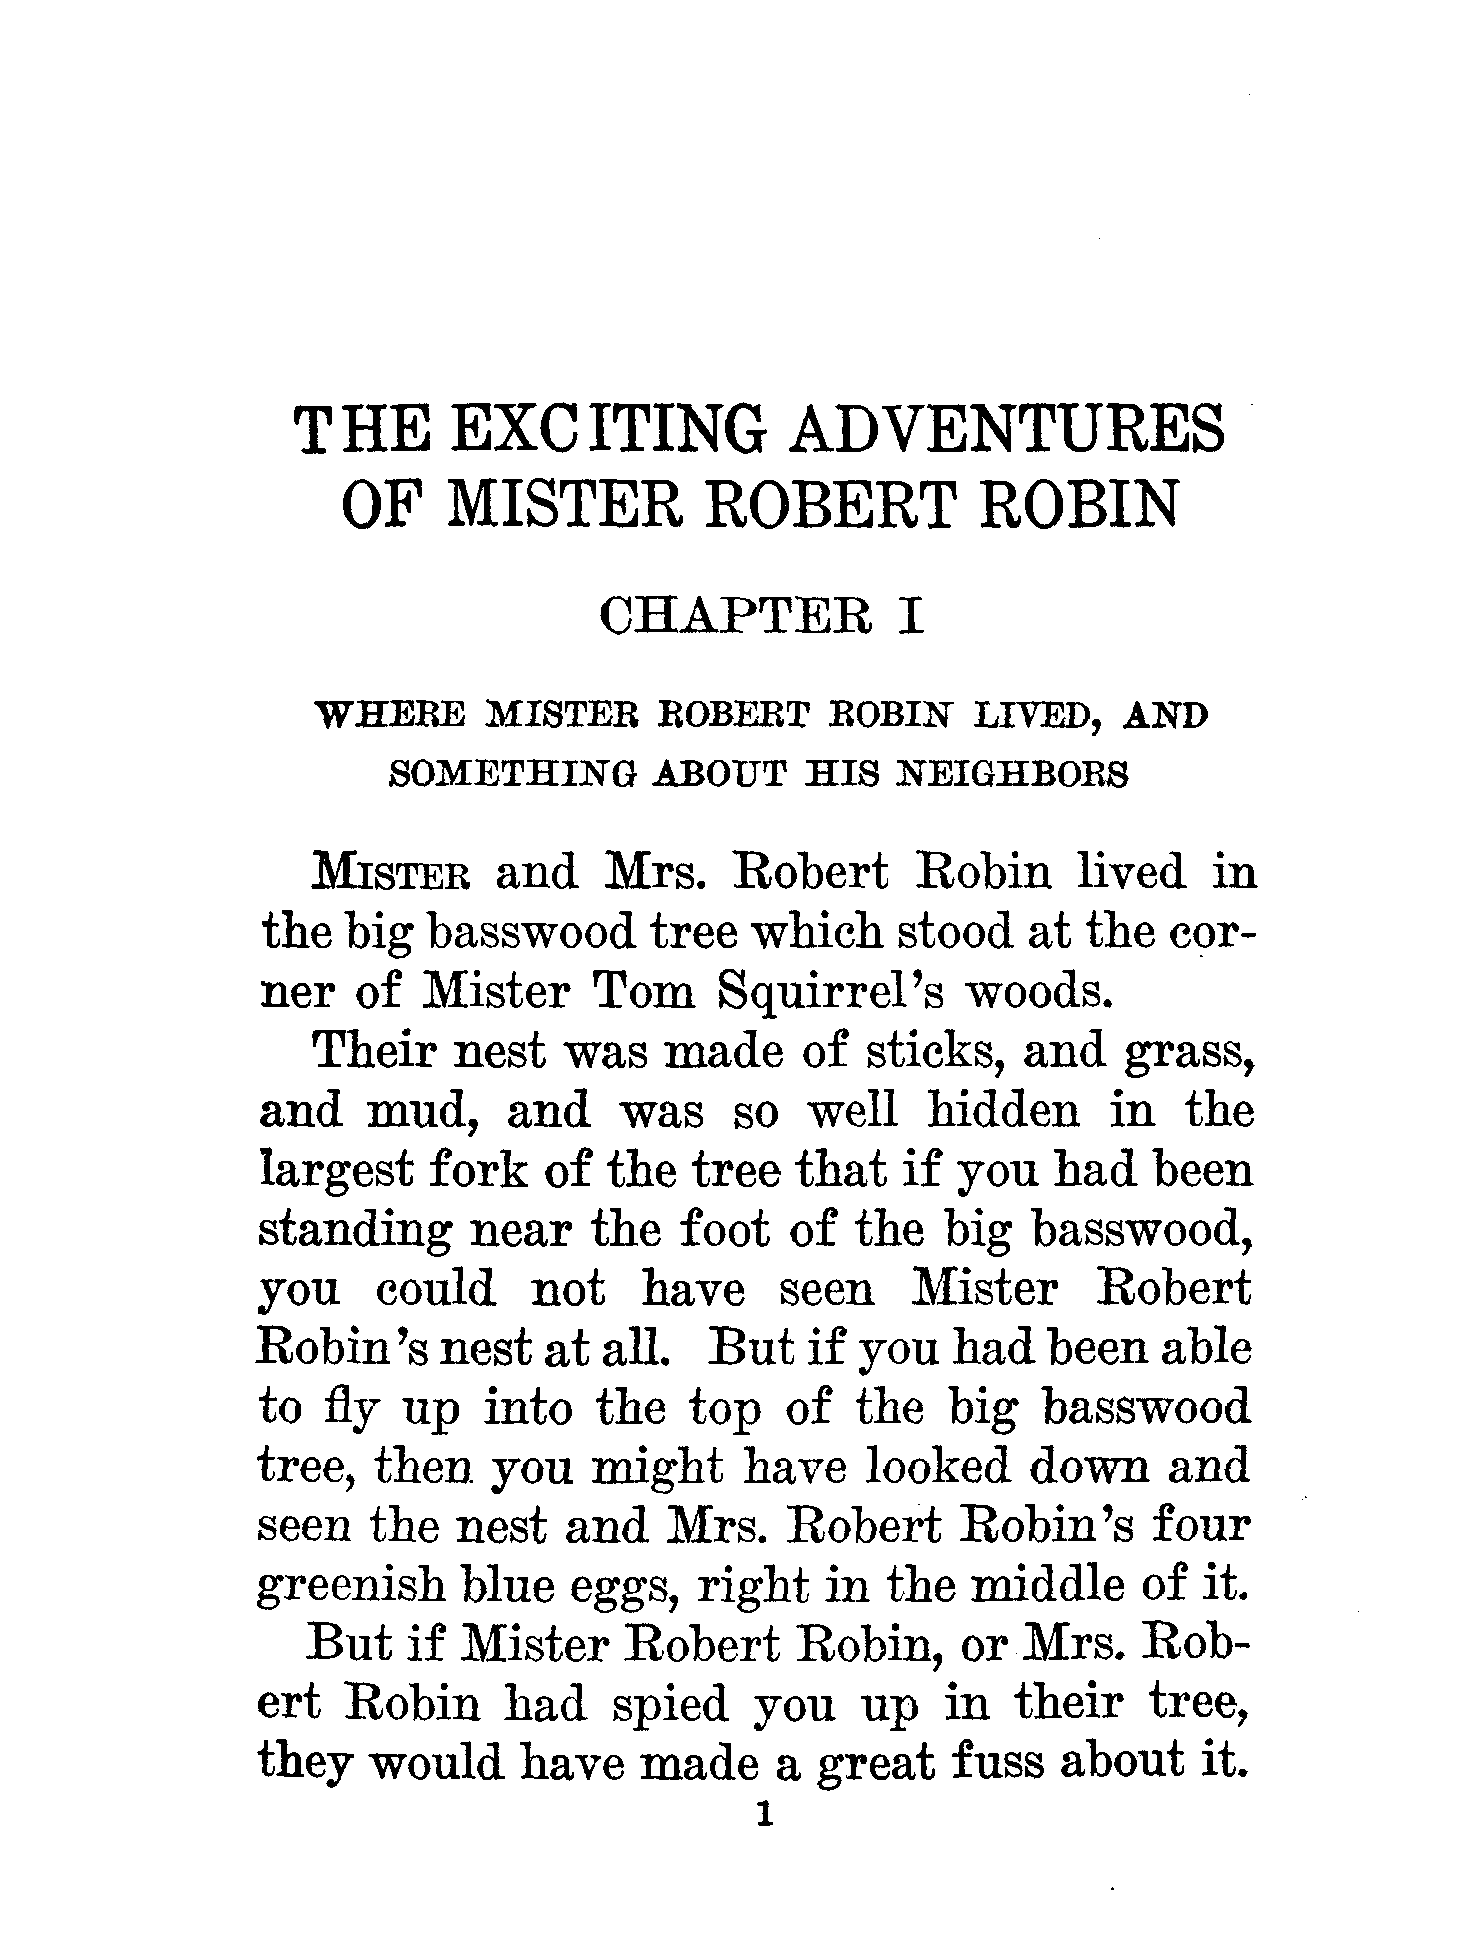 THE EXCITING ADVENTURES
OF MISTER ROBERT ROBIN
CHAPTER I
WHERE MISTER ROBERT ROBIN LIVED, AND
SOMETHING ABOUT HIS NEIGHBORS
MISTER and Mrs. Robert Robin lived in
the big basswood tree which stood at the cor-
ner of Mister Tom Squirrel's woods.
Their nest was made of sticks, and grass,
and mud, and was so well hidden in the
largest fork of the tree that if you had been
standing near the foot of the big basswood,
you could not have seen Mister Robert
Robin's nest at all. But if you had been able
to fly up into the top of the big basswood
tree, then you might have looked down and
seen the nest and Mrs. Robert Robin's four
greenish blue eggs, right in the middle of it.
But if Mister Robert Robin, or Mrs. Rob-
ert Robin had spied you up in their tree,
they would have made a great fuss about it.
1